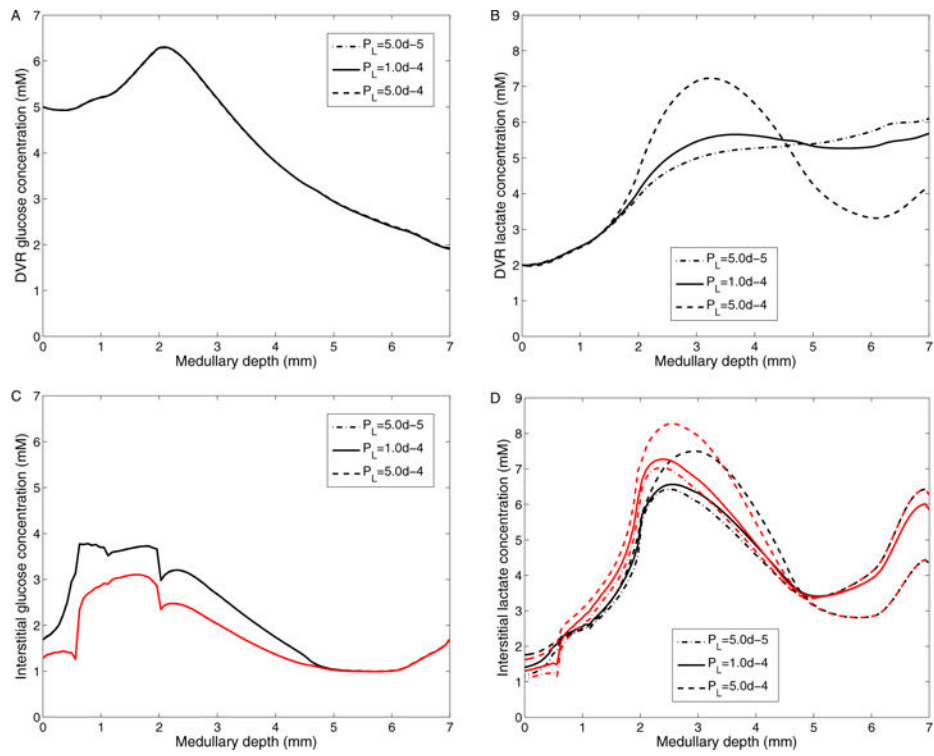 A
7
6
5
4
3
2
1
0
0 1 2 3 4 5 6 7
DVR glucose concentration (mM)
Medullary depth (mm)
P_L=5.0d−5
P_L=1.0d−4
P_L=5.0d−4
B
9
8
7
6
5
4
3
2
1
0
0 1 2 3 4 5 6 7
DVR lactate concentration (mM)
Medullary depth (mm)
P_L=5.0d−5
P_L=1.0d−4
P_L=5.0d−4
C
7
6
5
4
3
2
1
0
0 1 2 3 4 5 6 7
Interstitial glucose concentration (mM)
Medullary depth (mm)
P_L=5.0d−5
P_L=1.0d−4
P_L=5.0d−4
D
9
8
7
6
5
4
3
2
1
0
0 1 2 3 4 5 6 7
Interstitial lactate concentration (mM)
Medullary depth (mm)
P_L=5.0d−5
P_L=1.0d−4
P_L=5.0d−4